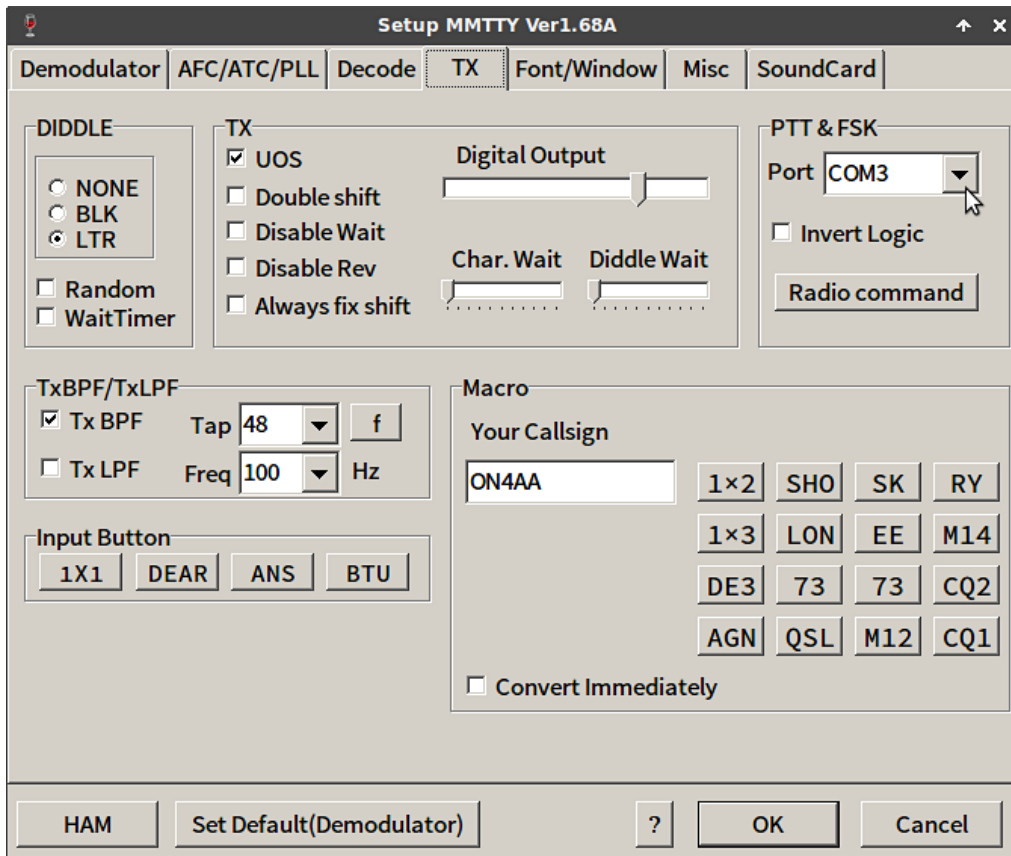 Setup MMTTY Ver1.68A
Demodulator AFC/ATC/PLL Decode TX Font/Window Misc SoundCard
DIDDLE
NONE
BLK
LTR
Random
WaitTimer
TX
UOS
Double shift
Disable Wait
Disable Rev
Always fix shift
Digital Output
Char. Wait Diddle Wait
PTT & FSK
Port COM3
Invert Logic
Radio command
TxBPF/TxLPF
Tx BPF Tap 48 f
Tx LPF Freq 100 Hz
Input Button
1X1 DEAR ANS BTU
Macro
Your Callsign
ON4AA
1×2 SHO SK RY
1×3 LON EE M14
DE3 73 73 CQ2
AGN QSL M12 CQ1
Convert Immediately
HAM Set Default(Demodulator) ? OK Cancel